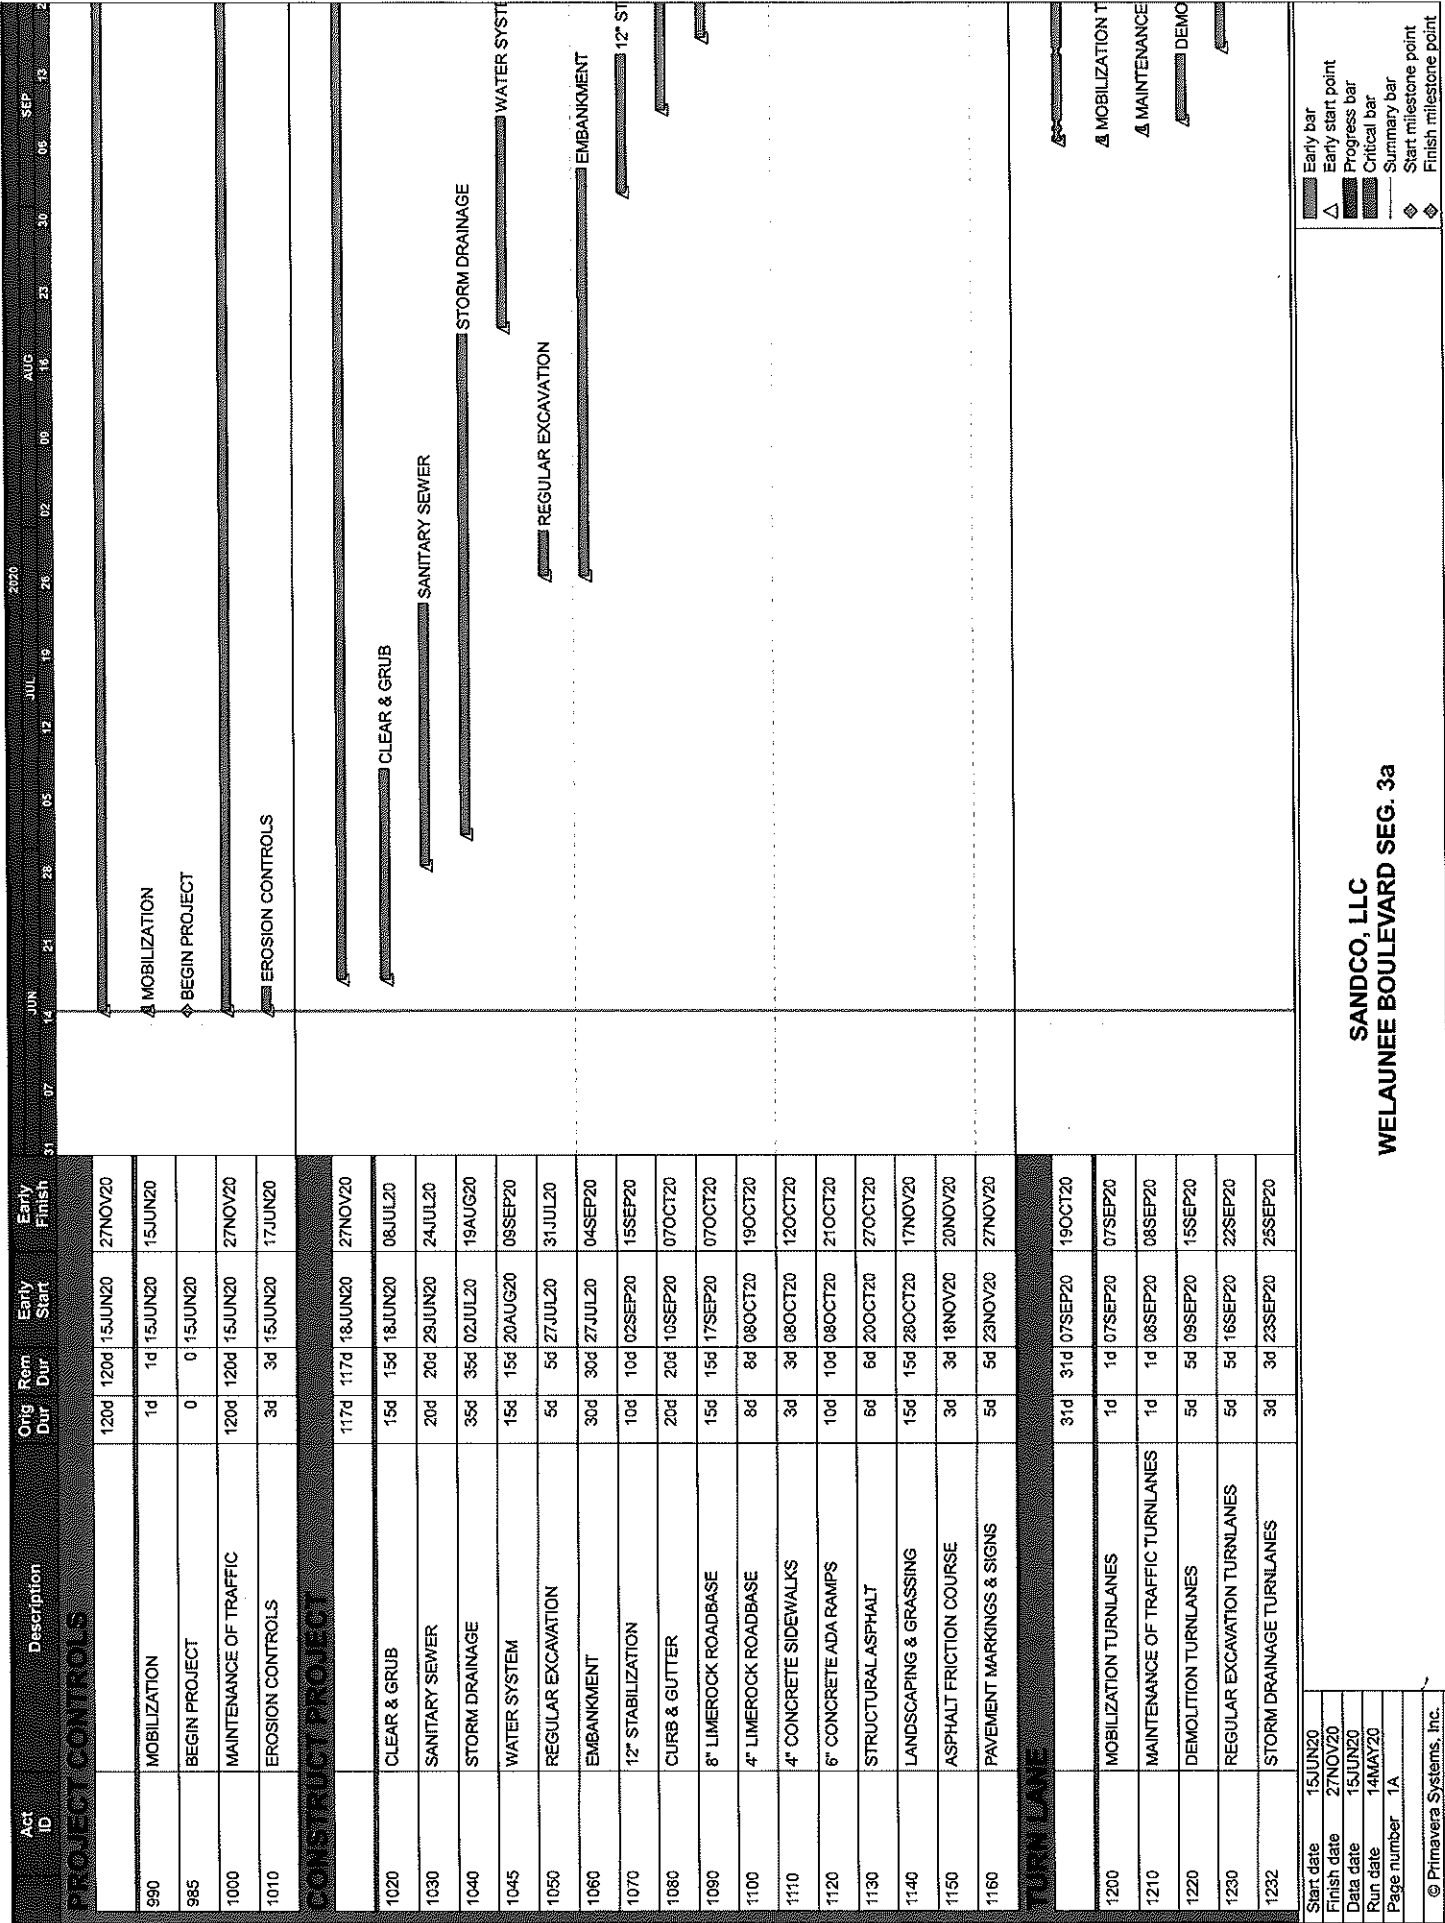 2020
JUN JUL AUG SEP
Act ID Description Orig Dur Rem Dur Early Start Early Finish 31 07 14 21 28 05 12 19 26 02 09 16 23 30 06 13 2
PROJECT CONTROLS
120d 120d 15JUN20 27NOV20
990 MOBILIZATION 1d 1d 15JUN20 15JUN20 MOBILIZATION
985 BEGIN PROJECT 0 0 15JUN20 BEGIN PROJECT
1000 MAINTENANCE OF TRAFFIC 120d 120d 15JUN20 27NOV20
1010 EROSION CONTROLS 3d 3d 15JUN20 17JUN20 EROSION CONTROLS
CONSTRUCT PROJECT
117d 117d 18JUN20 27NOV20
1020 CLEAR & GRUB 15d 15d 18JUN20 08JUL20 CLEAR & GRUB
1030 SANITARY SEWER 20d 20d 29JUN20 24JUL20 SANITARY SEWER
1040 STORM DRAINAGE 35d 35d 02JUL20 19AUG20 STORM DRAINAGE
1045 WATER SYSTEM 15d 15d 20AUG20 09SEP20 WATER SYSTE
1050 REGULAR EXCAVATION 5d 5d 27JUL20 31JUL20 REGULAR EXCAVATION
1060 EMBANKMENT 30d 30d 27JUL20 04SEP20 EMBANKMENT
1070 12" STABILIZATION 10d 10d 02SEP20 15SEP20 12" ST
1080 CURB & GUTTER 20d 20d 10SEP20 07OCT20
1090 8" LIMEROCK ROADBASE 15d 15d 17SEP20 07OCT20
1100 4" LIMEROCK ROADBASE 8d 8d 08OCT20 19OCT20
1110 4" CONCRETE SIDEWALKS 3d 3d 08OCT20 12OCT20
1120 6" CONCRETE ADA RAMPS 10d 10d 08OCT20 21OCT20
1130 STRUCTURAL ASPHALT 6d 6d 20OCT20 27OCT20
1140 LANDSCAPING & GRASSING 15d 15d 28OCT20 17NOV20
1150 ASPHALT FRICTION COURSE 3d 3d 18NOV20 20NOV20
1160 PAVEMENT MARKINGS & SIGNS 5d 5d 23NOV20 27NOV20
TURN LANE
31d 31d 07SEP20 19OCT20
1200 MOBILIZATION TURNLANES 1d 1d 07SEP20 07SEP20 MOBILIZATION T
1210 MAINTENANCE OF TRAFFIC TURNLANES 1d 1d 08SEP20 08SEP20 MAINTENANCE
1220 DEMOLITION TURNLANES 5d 5d 09SEP20 15SEP20 DEMO
1230 REGULAR EXCAVATION TURNLANES 5d 5d 16SEP20 22SEP20
1232 STORM DRAINAGE TURNLANES 3d 3d 23SEP20 25SEP20
Start date 15JUN20
Finish date 27NOV20
Data date 15JUN20
Run date 14MAY20
Page number 1A
© Primavera Systems, Inc.
SANDCO, LLC
WELAUNEE BOULEVARD SEG. 3a
Early bar
Early start point
Progress bar
Critical bar
Summary bar
Start milestone point
Finish milestone point